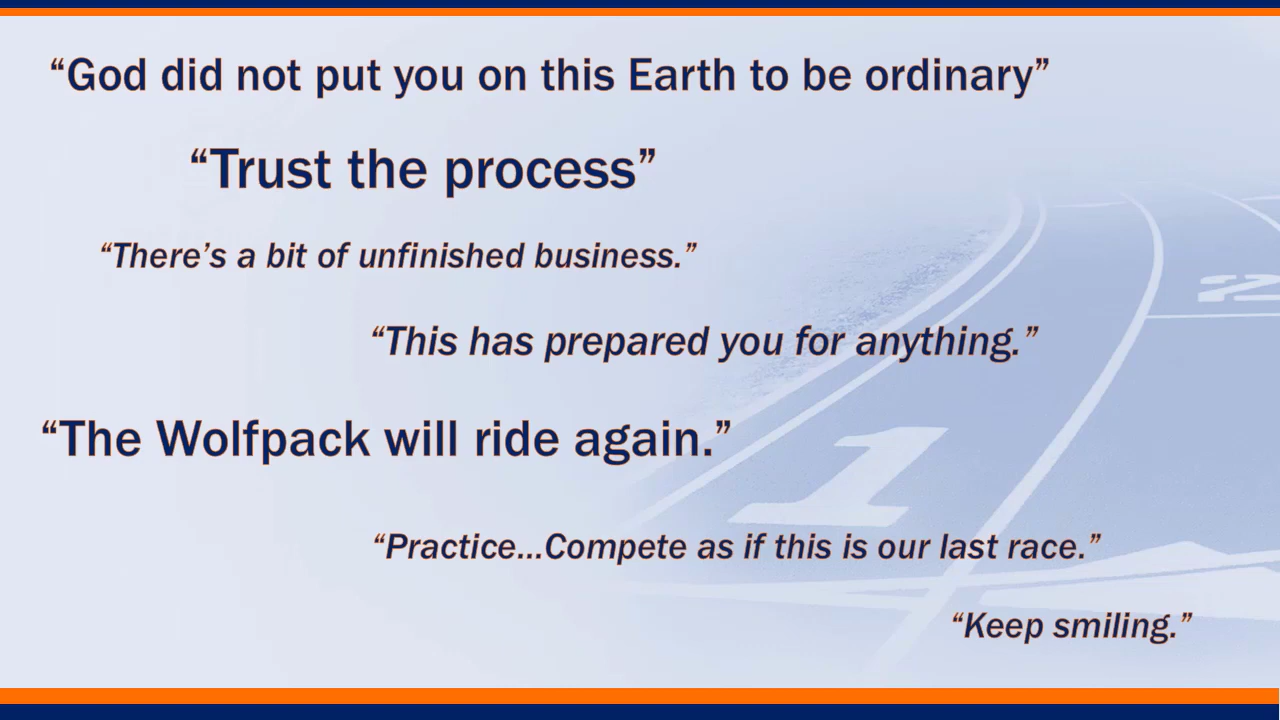 “God did not put you on this Earth to be ordinary”
“Trust the process”
“There’s a bit of unfinished business.”
“This has prepared you for anything.”
“The Wolfpack will ride again.”
“Practice...Compete as if this is our last race.”
“Keep smiling.”
1
2